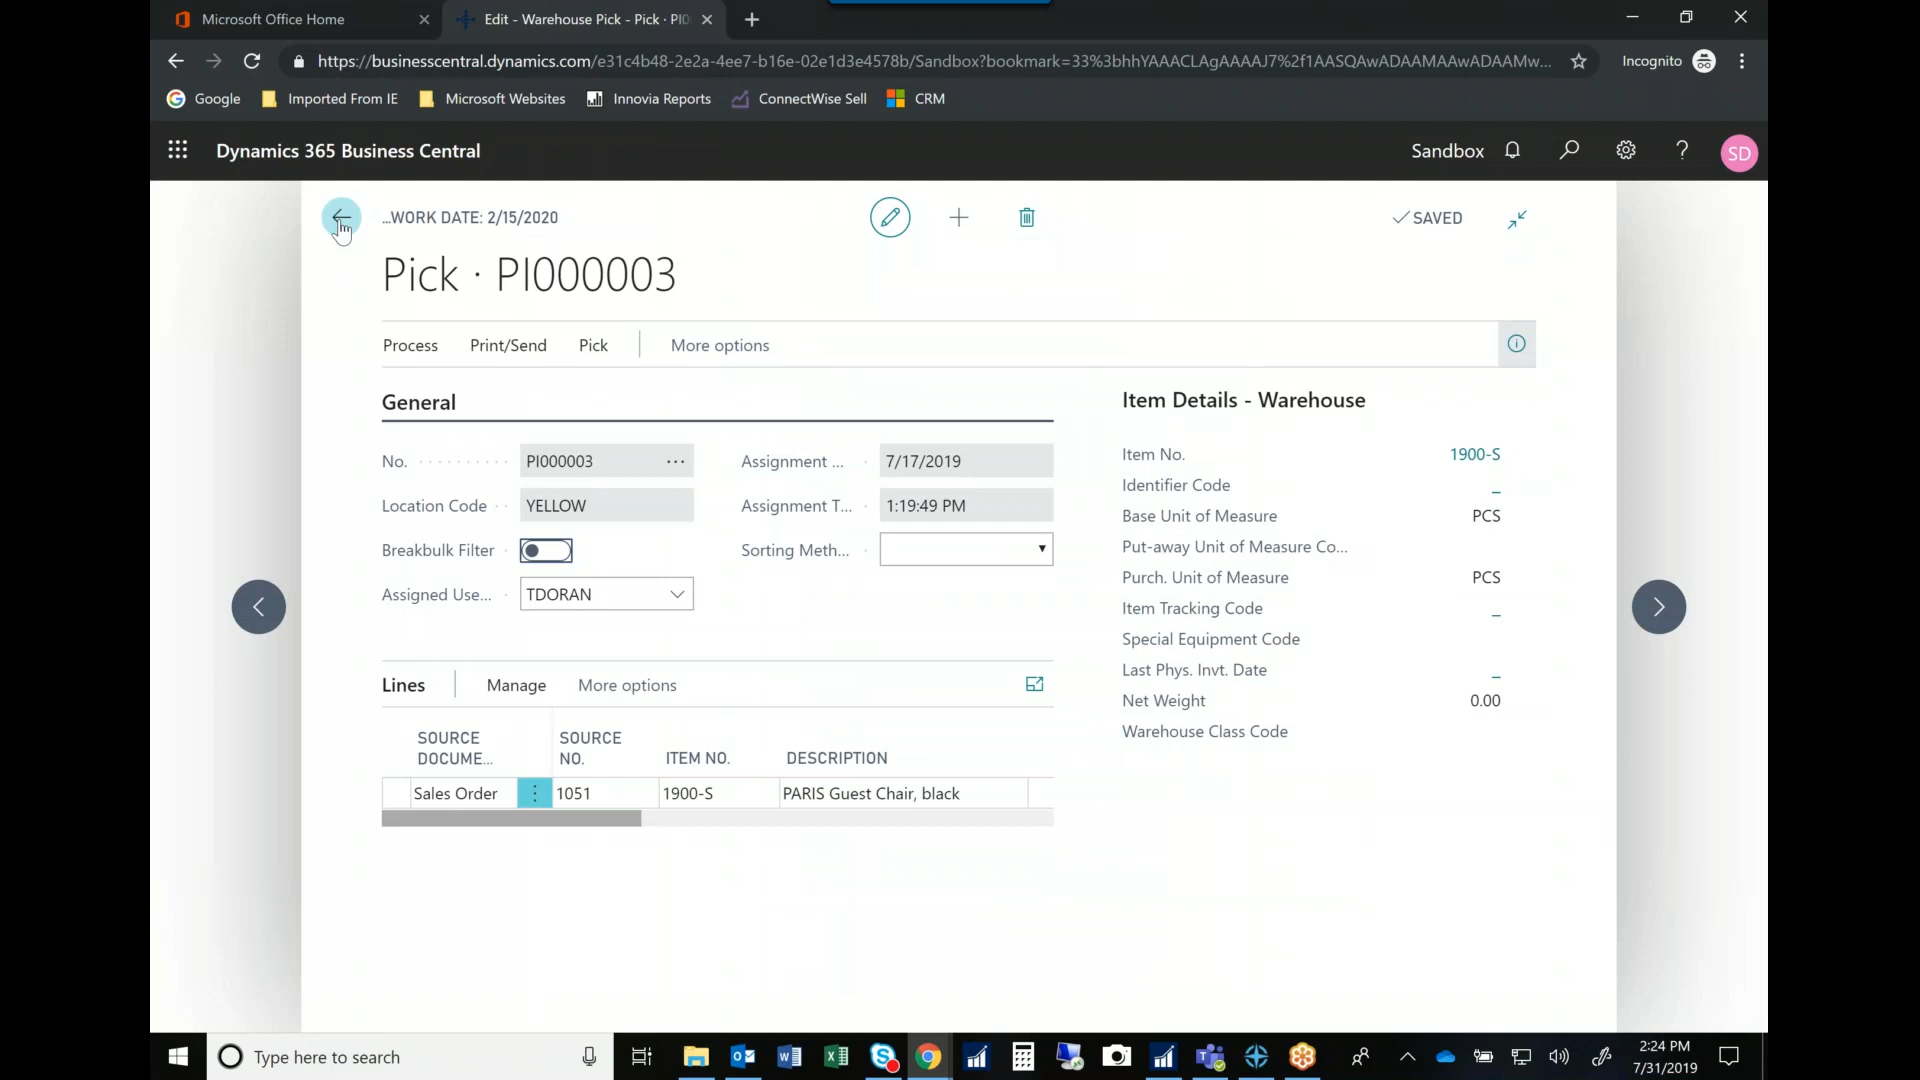 Microsoft Office Home
Edit - Warehouse Pick - Pick · PI0
https://businesscentral.dynamics.com/e31c4b48-2e2a-4ee7-b16e-02e1d3e4578b/Sandbox?bookmark=33%3bhhYAAACLAgAAAAJ7%2f1AASQAwADAAMAAwADAAMw...
Incognito
Google
Imported From IE
Microsoft Websites
Innovia Reports
ConnectWise Sell
CRM
Dynamics 365 Business Central
Sandbox
SD
...WORK DATE: 2/15/2020
SAVED
Pick · PI000003
Process
Print/Send
Pick
More options
General
No.
PI000003
Assignment ...
7/17/2019
Location Code
YELLOW
Assignment T...
1:19:49 PM
Breakbulk Filter
Sorting Meth...
Assigned Use...
TDORAN
Item Details - Warehouse
Item No.
1900-S
Identifier Code
_
Base Unit of Measure
PCS
Put-away Unit of Measure Co...
Purch. Unit of Measure
PCS
Item Tracking Code
_
Special Equipment Code
Last Phys. Invt. Date
_
Net Weight
0.00
Warehouse Class Code
Lines
Manage
More options
SOURCE DOCUME...
SOURCE NO.
ITEM NO.
DESCRIPTION
Sales Order
1051
1900-S
PARIS Guest Chair, black
Type here to search
2:24 PM
7/31/2019